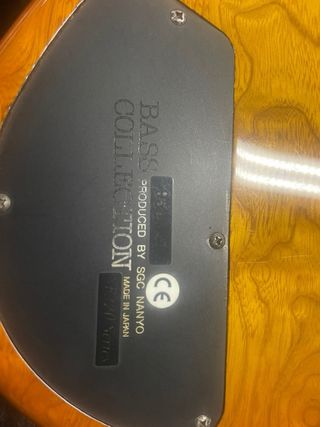 BASS
COLLECTION
PRODUCED BY SGC NANYO
CE
MADE IN JAPAN